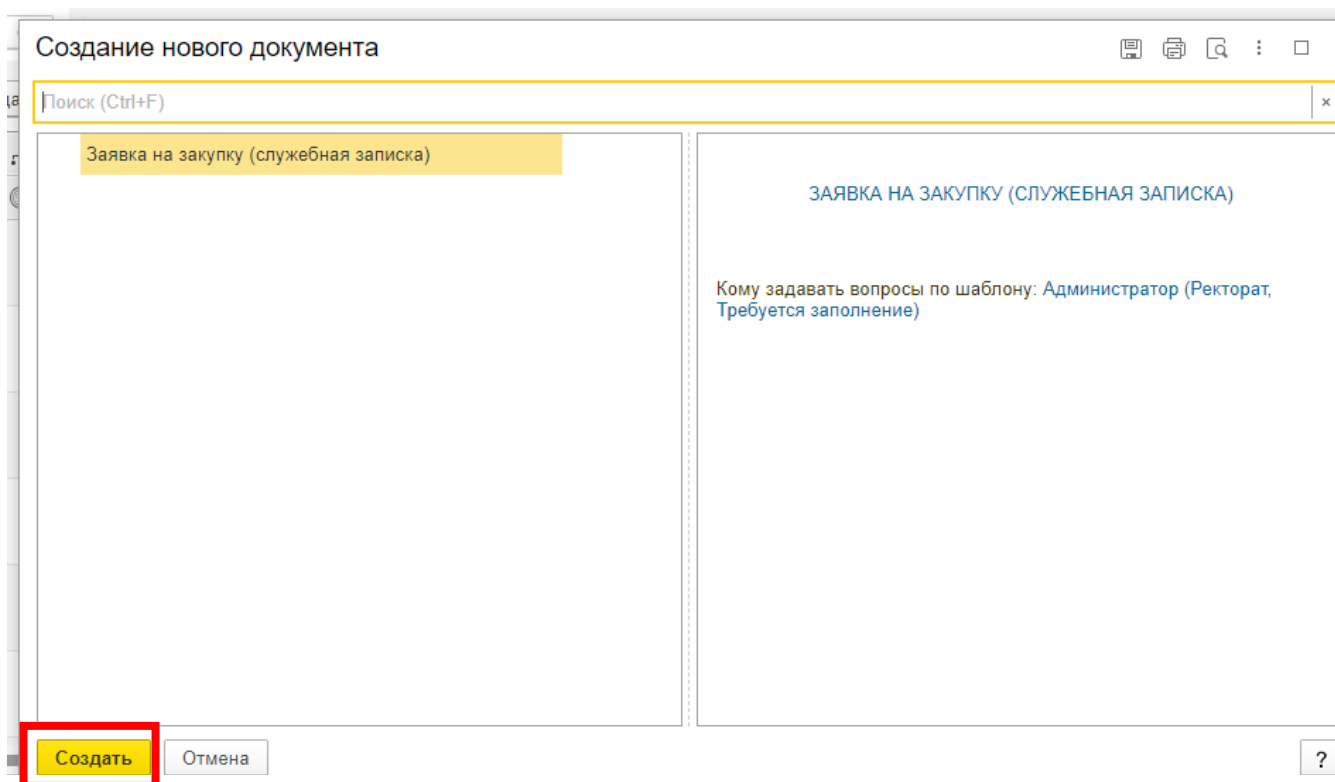 Создание нового документа
Поиск (Ctrl+F)
Заявка на закупку (служебная записка)
ЗАЯВКА НА ЗАКУПКУ (СЛУЖЕБНАЯ ЗАПИСКА)
Кому задавать вопросы по шаблону: Администратор (Ректорат,
Требуется заполнение)
Создать
Отмена
?